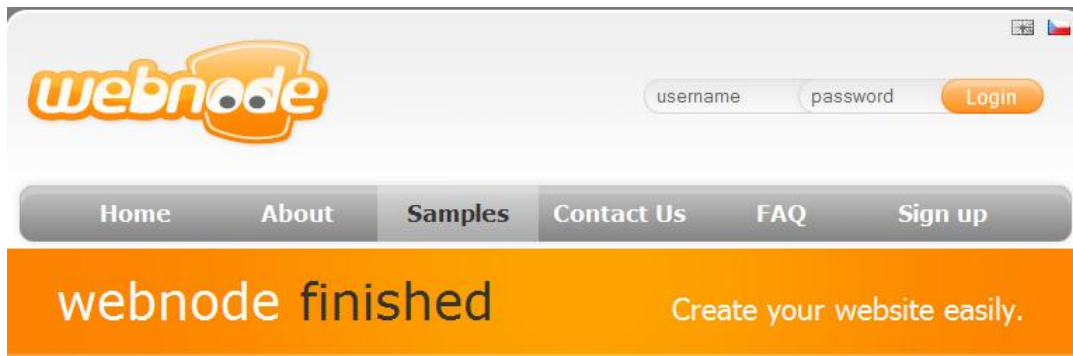 webnode
username password Login
Home About Samples Contact Us FAQ Sign up
webnode finished Create your website easily.